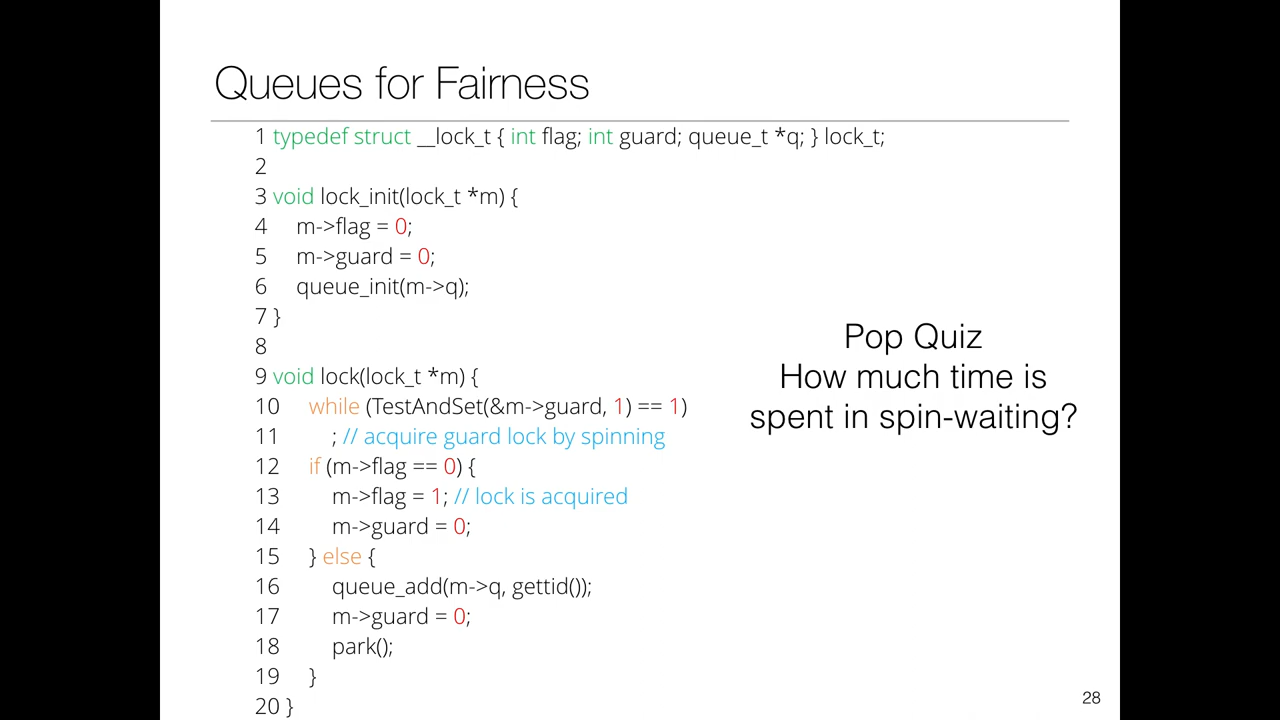 Queues for Fairness
1 typedef struct __lock_t { int flag; int guard; queue_t *q; } lock_t;
2
3 void lock_init(lock_t *m) {
4 m->flag = 0;
5 m->guard = 0;
6 queue_init(m->q);
7 }
8
9 void lock(lock_t *m) {
10 while (TestAndSet(&m->guard, 1) == 1)
11 ; // acquire guard lock by spinning
12 if (m->flag == 0) {
13 m->flag = 1; // lock is acquired
14 m->guard = 0;
15 } else {
16 queue_add(m->q, gettid());
17 m->guard = 0;
18 park();
19 }
20 }
Pop Quiz
How much time is
spent in spin-waiting?
28